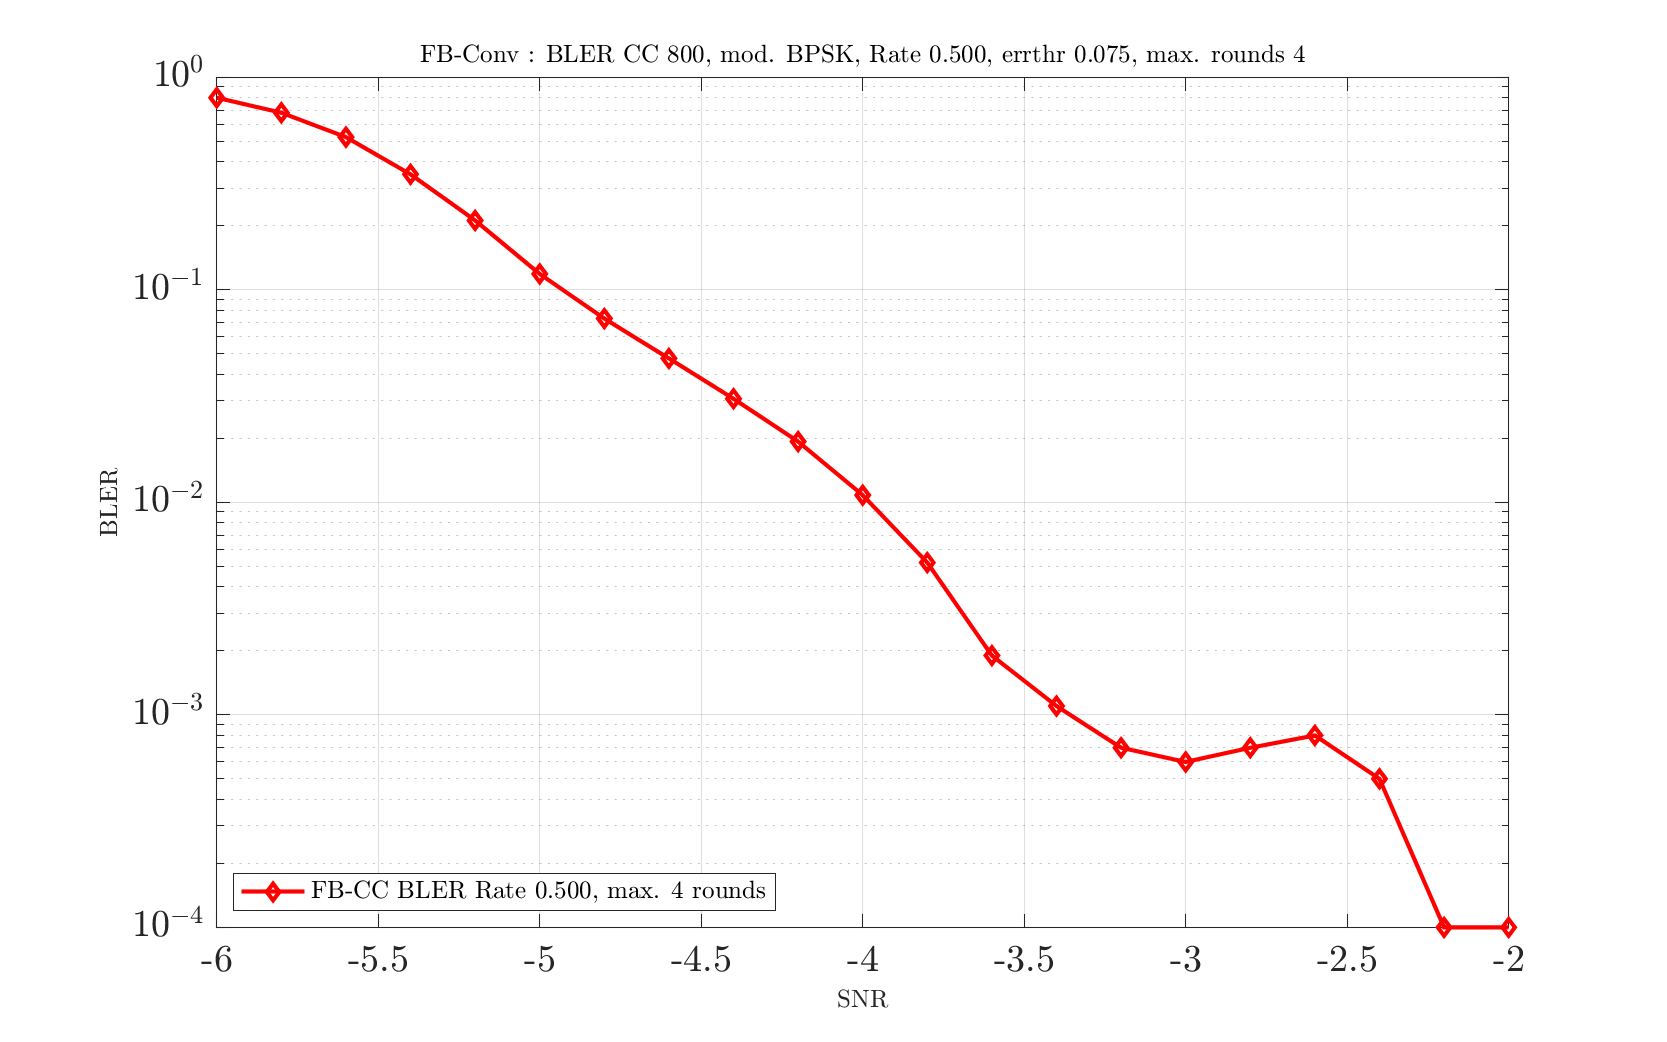 FB-Conv : BLER CC 800, mod. BPSK, Rate 0.500, errthr 0.075, max. rounds 4
10^0
10^{-1}
10^{-2}
10^{-3}
10^{-4}
BLER
FB-CC BLER Rate 0.500, max. 4 rounds
-6 -5.5 -5 -4.5 -4 -3.5 -3 -2.5 -2
SNR